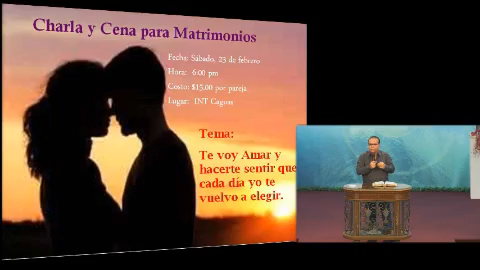 Charla y Cena para Matrimonios
Fecha: Sábado, 23 de febrero
Hora: 6:00 pm
Costo: $15.00 por pareja
Lugar: INT Caguas
Tema:
Te voy Amar y
hacerte sentir que
cada día yo te
vuelvo a elegir.